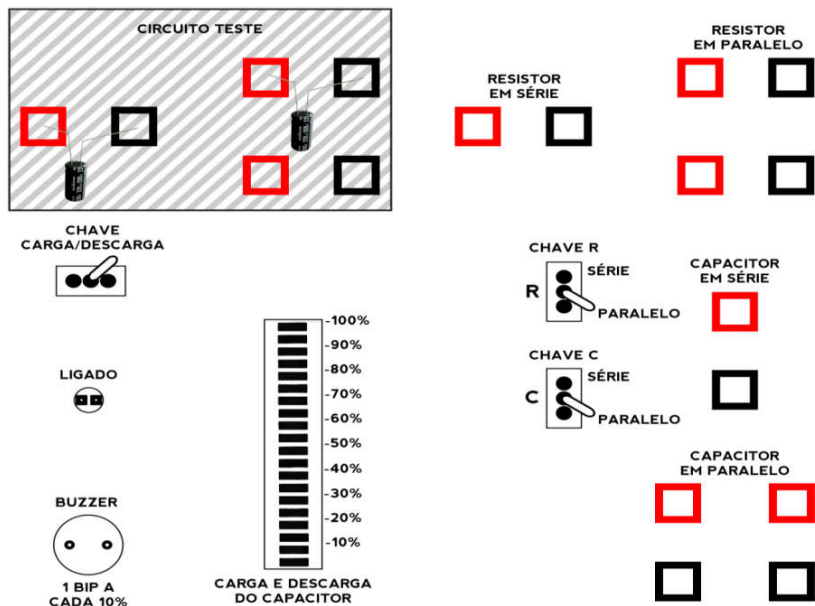 CIRCUITO TESTE
RESISTOR
EM SÉRIE
RESISTOR
EM PARALELO
CHAVE
CARGA/DESCARGA
LIGADO
BUZZER
1 BIP A
CADA 10%
-100%
-90%
-80%
-70%
-60%
-50%
-40%
-30%
-20%
-10%
CARGA E DESCARGA
DO CAPACITOR
CHAVE R
SÉRIE
R
PARALELO
CHAVE C
SÉRIE
C
PARALELO
CAPACITOR
EM SÉRIE
CAPACITOR
EM PARALELO